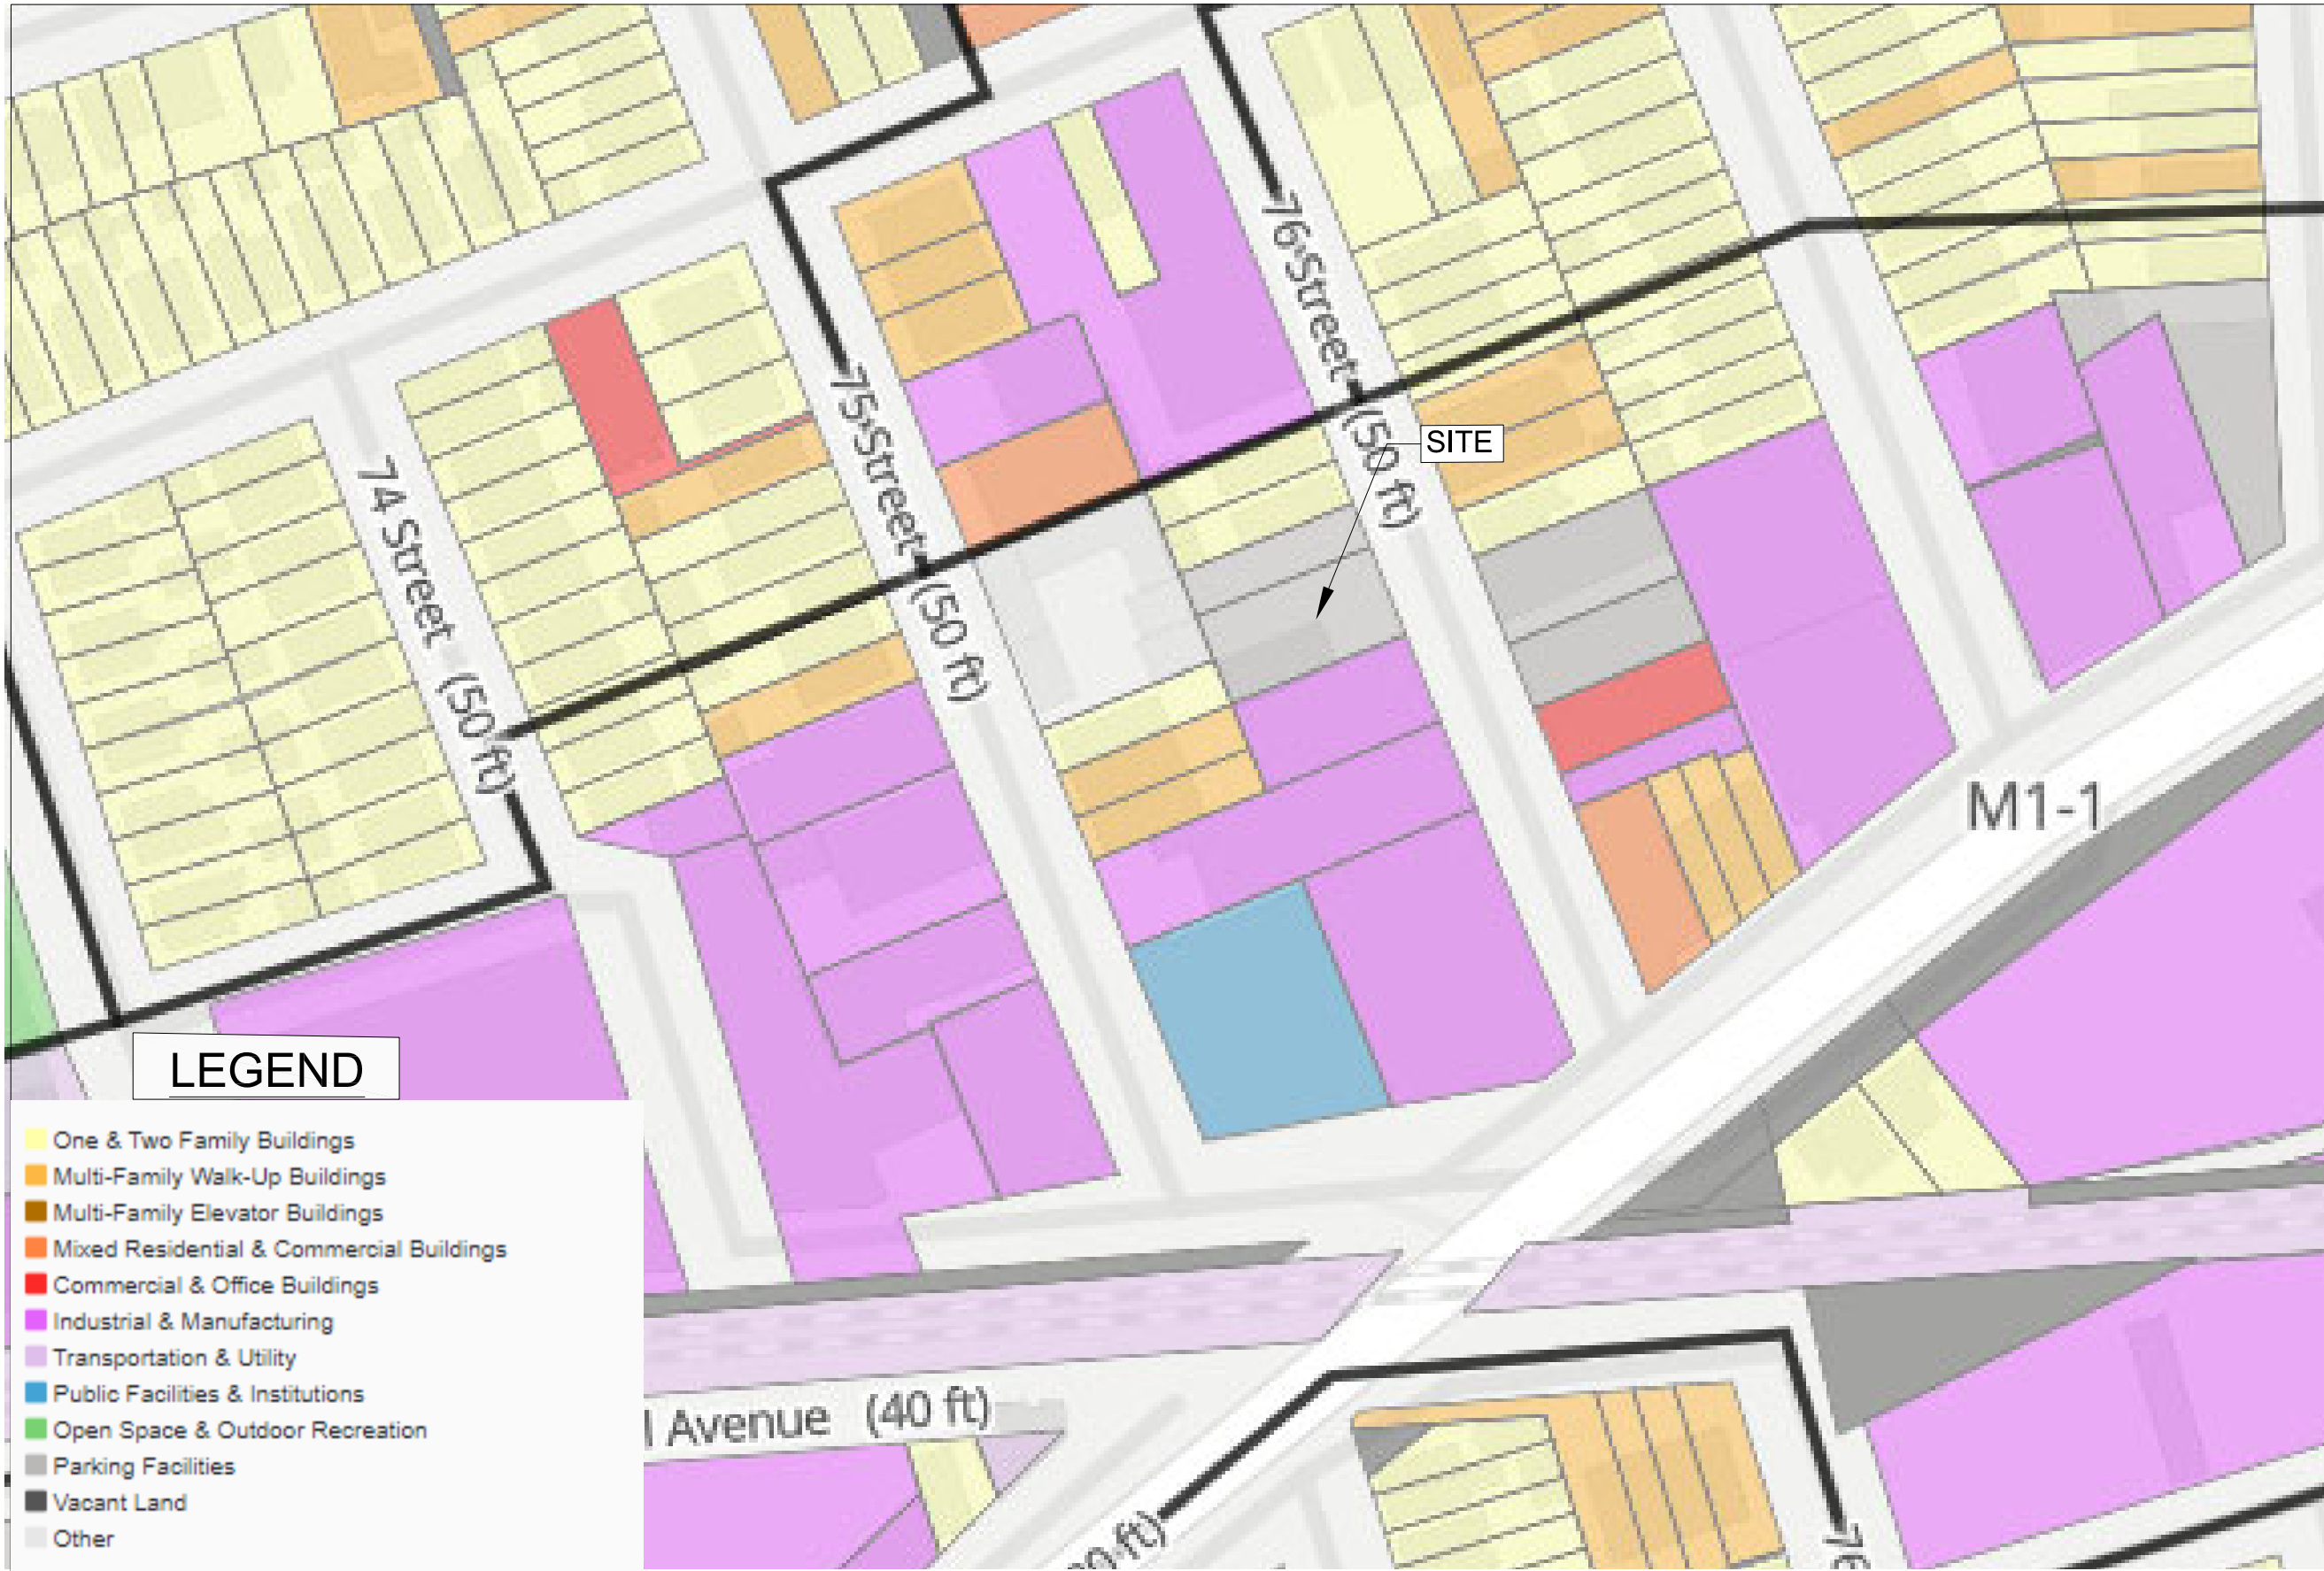 76 Street (50 ft)
SITE
75 Street (50 ft)
74 Street (50 ft)
M1-1
LEGEND
One & Two Family Buildings
Multi-Family Walk-Up Buildings
Multi-Family Elevator Buildings
Mixed Residential & Commercial Buildings
Commercial & Office Buildings
Industrial & Manufacturing
Transportation & Utility
Public Facilities & Institutions
Open Space & Outdoor Recreation
Parking Facilities
Vacant Land
Other
Avenue (40 ft)
ft)
76